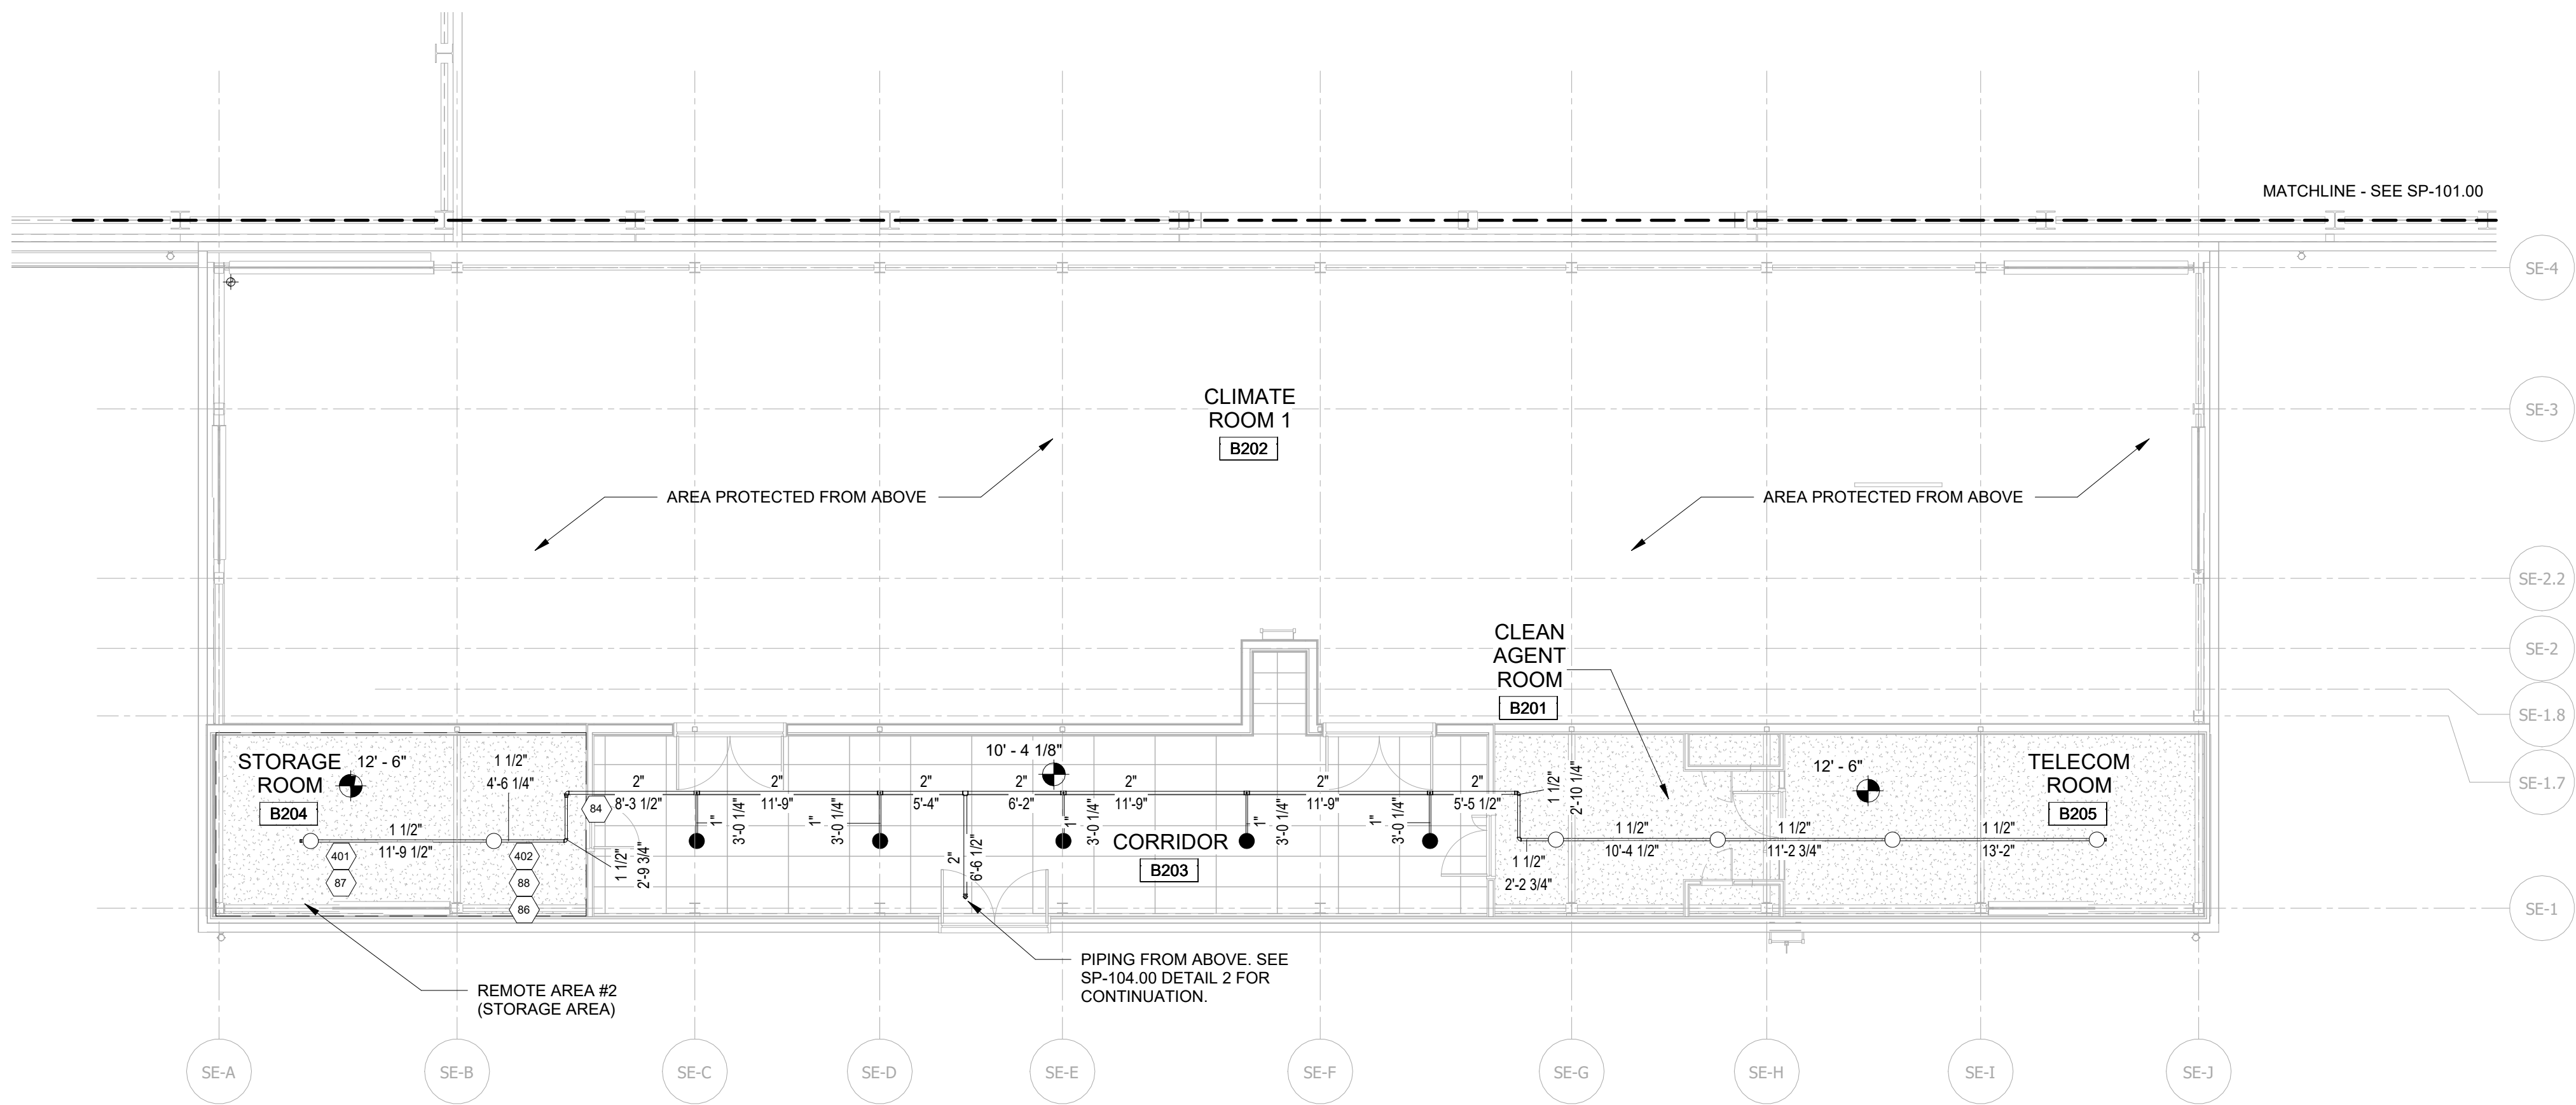 MATCHLINE - SEE SP-101.00
SE-4
CLIMATE
ROOM 1
B202
SE-3
AREA PROTECTED FROM ABOVE
AREA PROTECTED FROM ABOVE
SE-2.2
CLEAN
AGENT
ROOM
B201
SE-2
SE-1.8
SE-1.7
STORAGE
ROOM
B204
12' - 6"
1 1/2"
4'-6 1/4"
84
1 1/2"
11'-9 1/2"
401
87
402
88
86
1 1/2"
2'-9 3/4"
2"
8'-3 1/2"
1"
3'-0 1/4"
2"
11'-9"
1"
3'-0 1/4"
2"
5'-4"
2"
6'-6 1/2"
10' - 4 1/8"
2"
6'-2"
1"
3'-0 1/4"
2"
11'-9"
CORRIDOR
B203
1"
3'-0 1/4"
2"
11'-9"
1"
3'-0 1/4"
2"
5'-5 1/2"
1 1/2"
2'-10 1/4"
1 1/2"
2'-2 3/4"
1 1/2"
10'-4 1/2"
12' - 6"
1 1/2"
11'-2 3/4"
1 1/2"
13'-2"
TELECOM
ROOM
B205
SE-1
REMOTE AREA #2
(STORAGE AREA)
PIPING FROM ABOVE. SEE
SP-104.00 DETAIL 2 FOR
CONTINUATION.
SE-A
SE-B
SE-C
SE-D
SE-E
SE-F
SE-G
SE-H
SE-I
SE-J